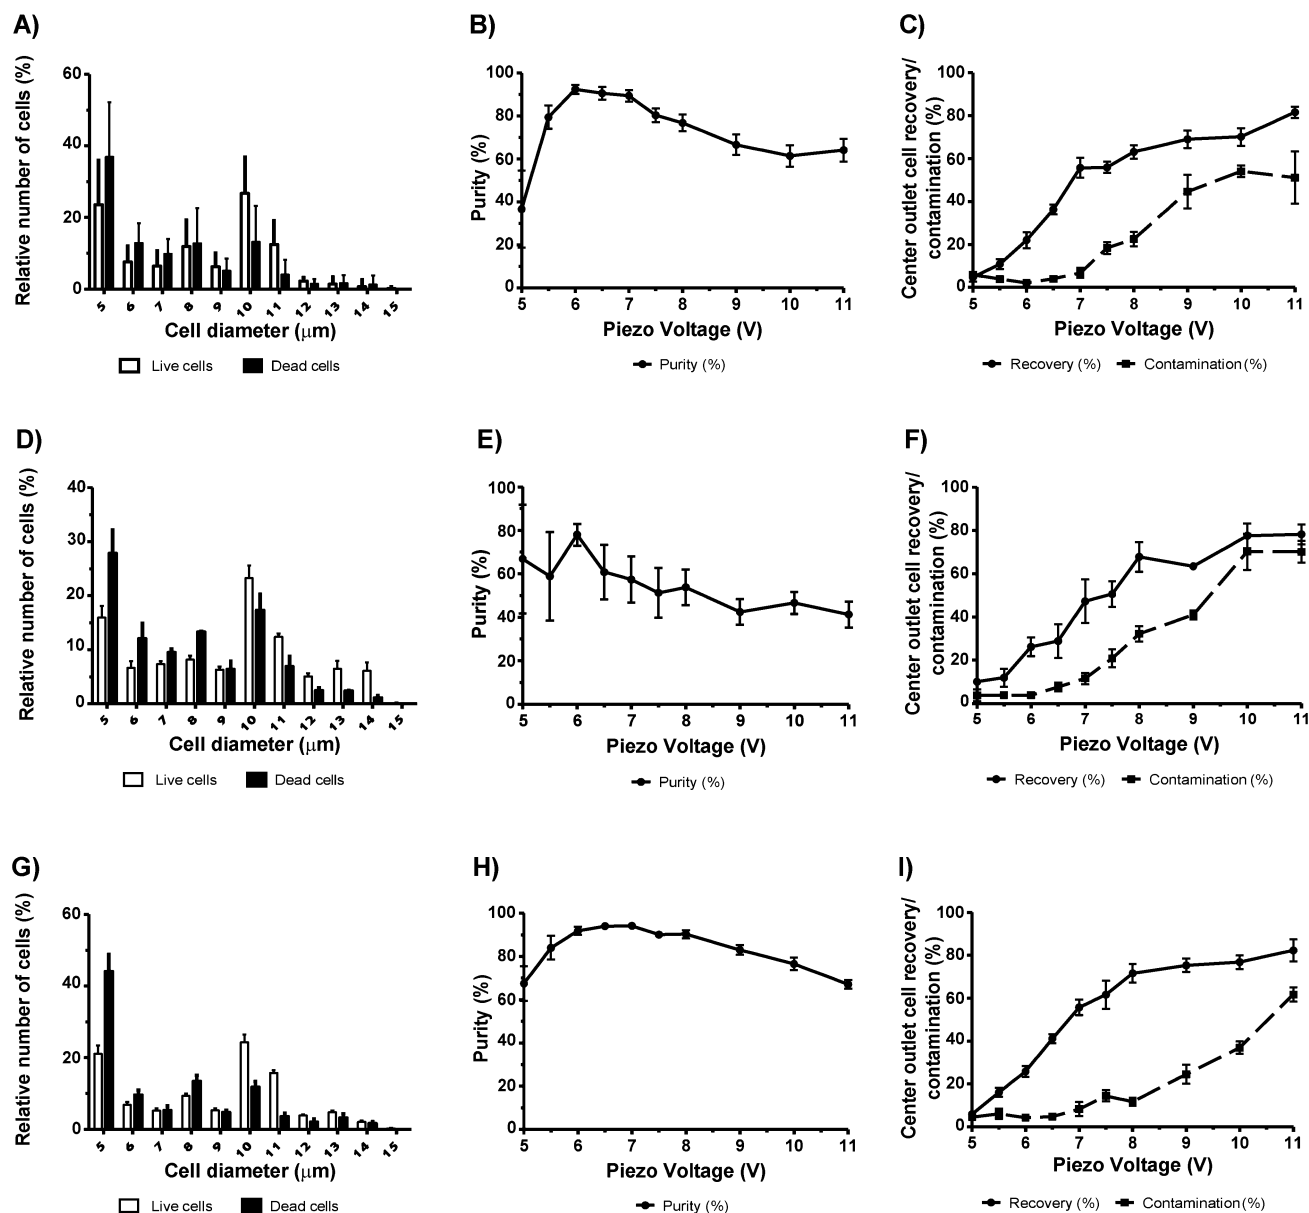 A)
Relative number of cells (%)
60
40
20
0
5 6 7 8 9 10 11 12 13 14 15
Cell diameter (μm)
Live cells Dead cells
B)
Purity (%)
100
80
60
40
20
0
5 6 7 8 9 10 11
Piezo Voltage (V)
Purity (%)
C)
Center outlet cell recovery/
contamination (%)
100
80
60
40
20
0
5 6 7 8 9 10 11
Piezo Voltage (V)
Recovery (%) Contamination (%)
D)
Relative number of cells (%)
40
30
20
10
0
5 6 7 8 9 10 11 12 13 14 15
Cell diameter (μm)
Live cells Dead cells
E)
Purity (%)
100
80
60
40
20
0
5 6 7 8 9 10 11
Piezo Voltage (V)
Purity (%)
F)
Center outlet cell recovery/
contamination (%)
100
80
60
40
20
0
5 6 7 8 9 10 11
Piezo Voltage (V)
Recovery (%) Contamination (%)
G)
Relative number of cells (%)
60
40
20
0
5 6 7 8 9 10 11 12 13 14 15
Cell diameter (μm)
Live cells Dead cells
H)
Purity (%)
100
80
60
40
20
0
5 6 7 8 9 10 11
Piezo Voltage (V)
Purity (%)
I)
Center outlet cell recovery/
contamination (%)
100
80
60
40
20
0
5 6 7 8 9 10 11
Piezo Voltage (V)
Recovery (%) Contamination (%)